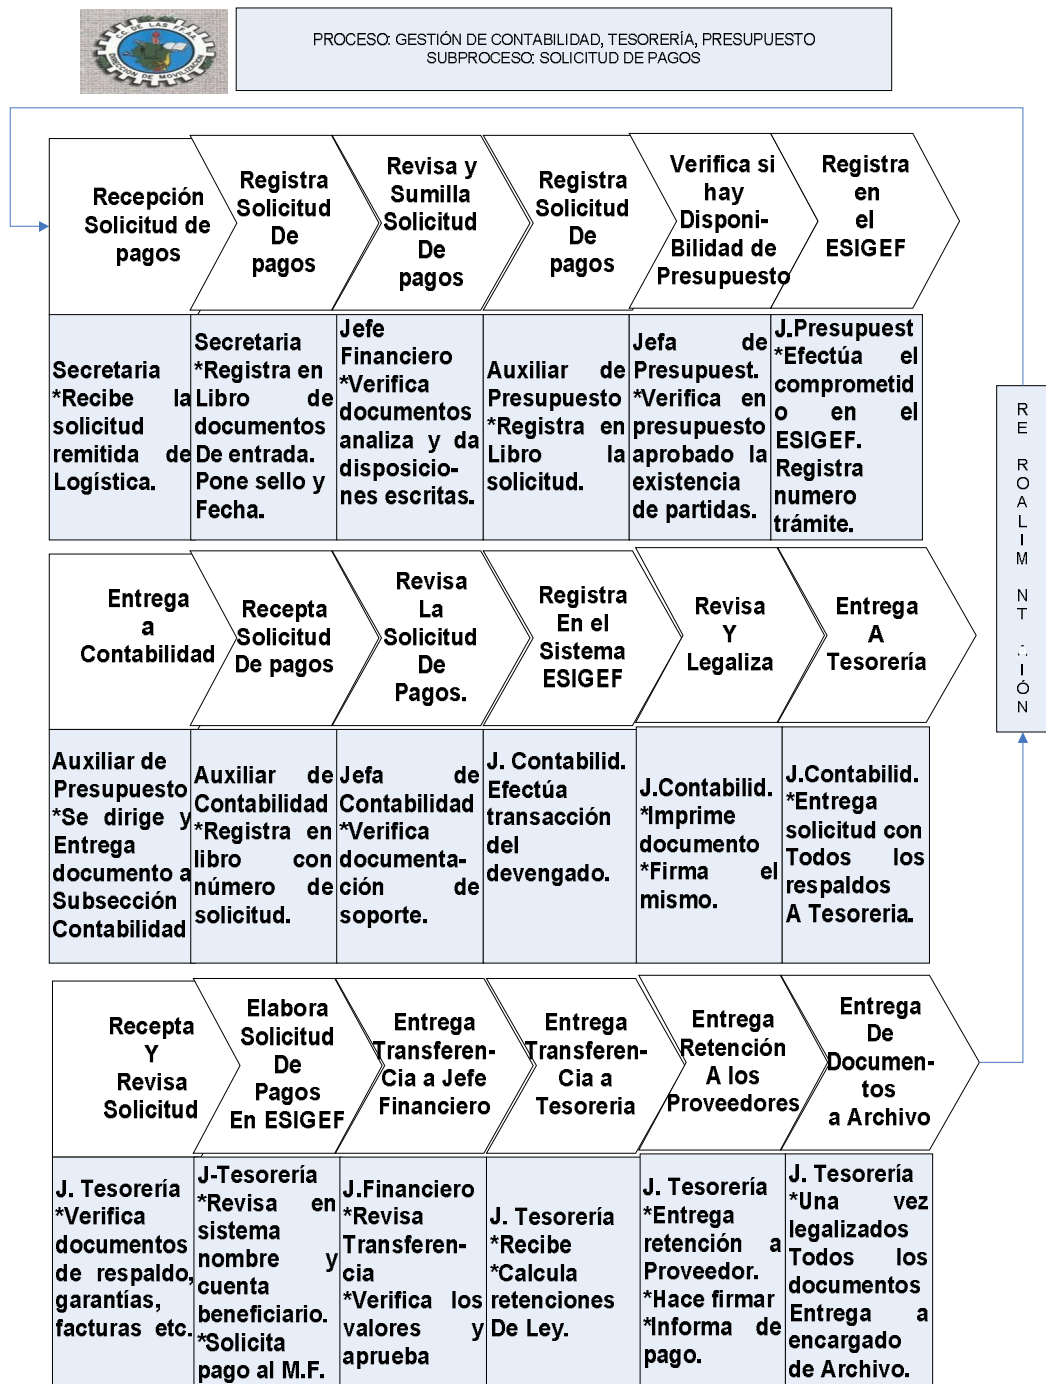 C.C. DE LAS FF.AA.
DIRECCION DE MOVILIZACION
PROCESO: GESTIÓN DE CONTABILIDAD, TESORERÍA, PRESUPUESTO
SUBPROCESO: SOLICITUD DE PAGOS
Recepción
Solicitud de
pagos
Registra
Solicitud
De
pagos
Revisa y
Sumilla
Solicitud
De
pagos
Registra
Solicitud
De
pagos
Verifica si
hay
Disponi-
Bilidad de
Presupuesto
Registra
en
el
ESIGEF
Secretaria
*Recibe la
solicitud
remitida de
Logística.
Secretaria
*Registra en
Libro de
documentos
De entrada.
Pone sello y
Fecha.
Jefe
Financiero
*Verifica
documentos
analiza y da
disposicio-
nes escritas.
Auxiliar de
Presupuesto
*Registra en
Libro la
solicitud.
Jefa de
Presupuest.
*Verifica en
presupuesto
aprobado la
existencia
de partidas.
J.Presupuest
*Efectúa el
comprometid
o en el
ESIGEF.
Registra
numero
trámite.
RE ROALIM NT A IÓN
Entrega
a
Contabilidad
Recepta
Solicitud
De pagos
Revisa
La
Solicitud
De
Pagos.
Registra
En el
Sistema
ESIGEF
Revisa
Y
Legaliza
Entrega
A
Tesorería
Auxiliar de
Presupuesto
*Se dirige y
Entrega
documento a
Subsección
Contabilidad
Auxiliar de
Contabilidad
*Registra en
libro con
número de
solicitud.
Jefa de
Contabilidad
*Verifica
documenta-
ción de
soporte.
J. Contabilid.
Efectúa
transacción
del
devengado.
J.Contabilid.
*Imprime
documento
*Firma el
mismo.
J.Contabilid.
*Entrega
solicitud con
Todos los
respaldos
A Tesoreria.
Recepta
Y
Revisa
Solicitud
Elabora
Solicitud
De
Pagos
En ESIGEF
Entrega
Transferen-
Cia a Jefe
Financiero
Entrega
Transferen-
Cia a
Tesoreria
Entrega
Retención
A los
Proveedores
Entrega
De
Documen-
tos
a Archivo
J. Tesorería
*Verifica
documentos
de respaldo,
garantías,
facturas etc.
J-Tesorería
*Revisa en
sistema
nombre y
cuenta
beneficiario.
*Solicita
pago al M.F.
J.Financiero
*Revisa
Transferen-
cia
*Verifica los
valores y
aprueba
J. Tesorería
*Recibe
*Calcula
retenciones
De Ley.
J. Tesorería
*Entrega
retención a
Proveedor.
*Hace firmar
*Informa de
pago.
J. Tesorería
*Una vez
legalizados
Todos los
documentos
Entrega a
encargado
de Archivo.